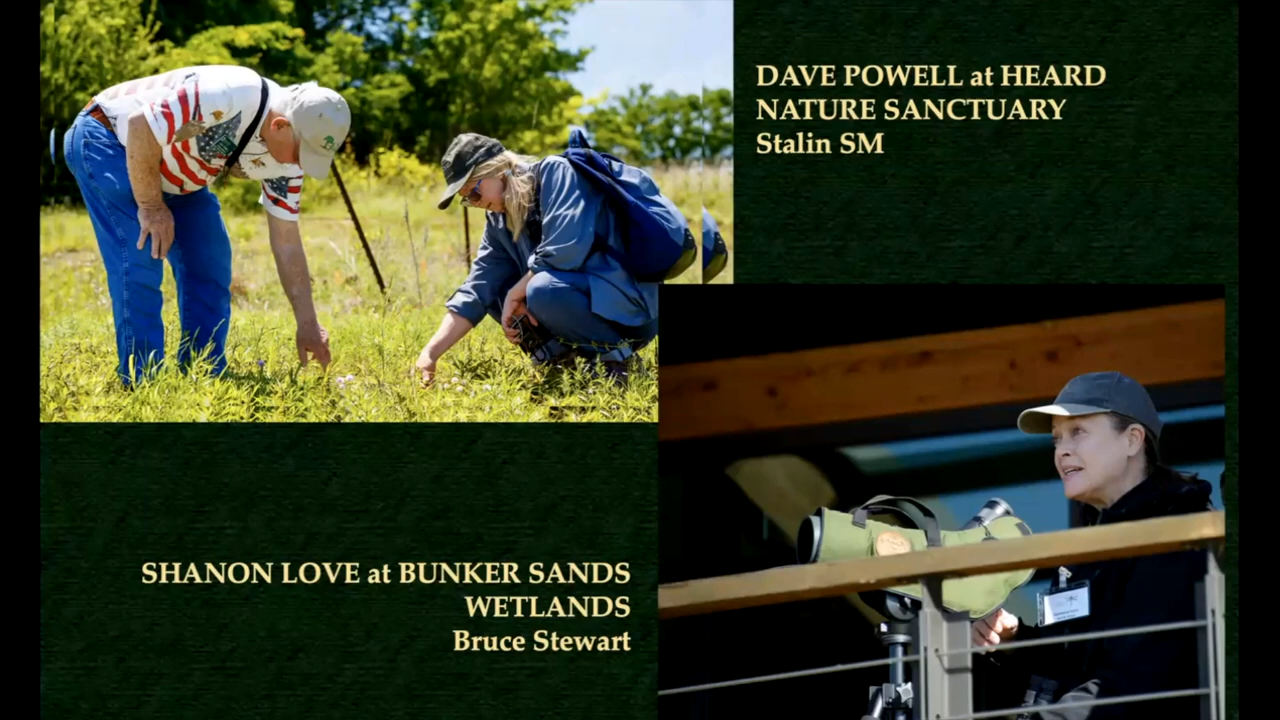 DAVE POWELL at HEARD
NATURE SANCTUARY
Stalin SM
SHANON LOVE at BUNKER SANDS
WETLANDS
Bruce Stewart